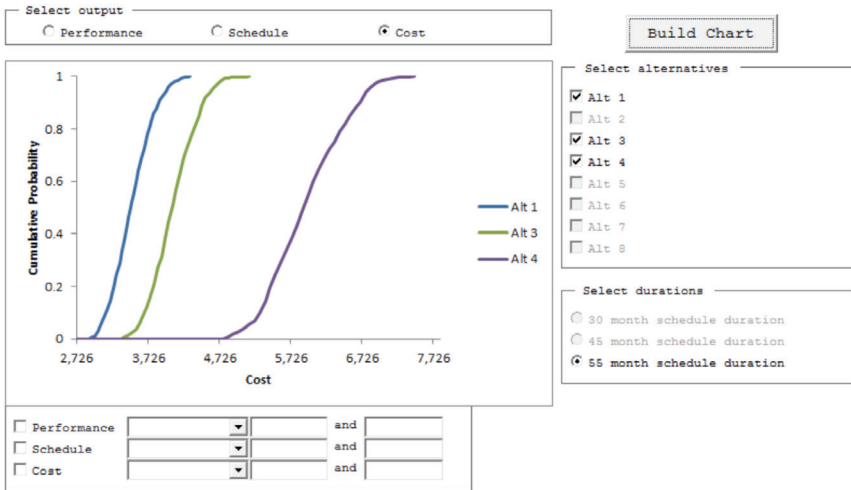 Select output
Performance
Schedule
Cost
Build Chart
Cumulative Probability
1
0.8
0.6
0.4
0.2
0
2,726
3,726
4,726
5,726
6,726
7,726
Cost
Alt 1
Alt 3
Alt 4
Select alternatives
Alt 1
Alt 2
Alt 3
Alt 4
Alt 5
Alt 6
Alt 7
Alt 8
Select durations
30 month schedule duration
45 month schedule duration
55 month schedule duration
Performance and
Schedule and
Cost and